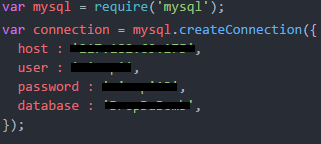 var mysql = require('mysql');
var connection = mysql.createConnection({
host : ' ',
user : ' ',
password : ' ',
database : ' ',
});